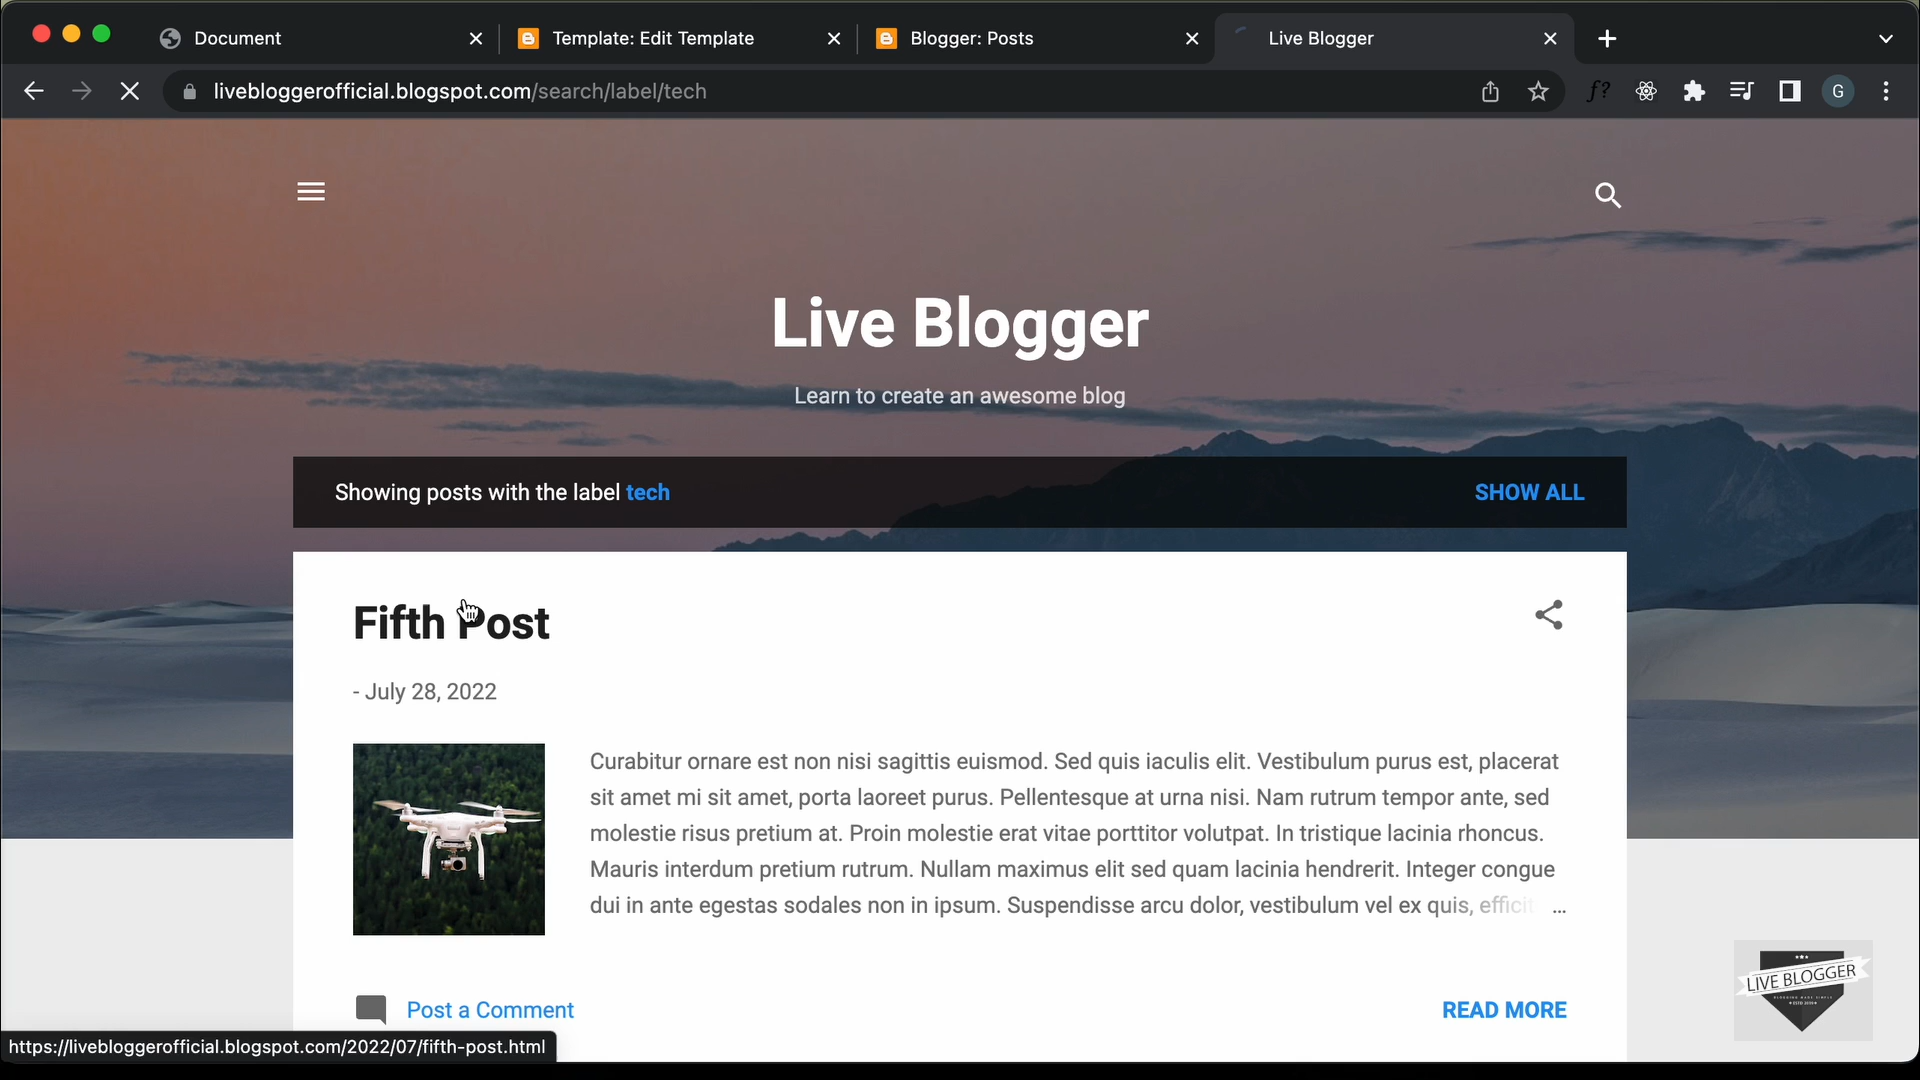 Document
Template: Edit Template
Blogger: Posts
Live Blogger
livebloggerofficial.blogspot.com/search/label/tech
f?
G
Live Blogger
Learn to create an awesome blog
Showing posts with the label tech
SHOW ALL
Fifth Post
- July 28, 2022
Curabitur ornare est non nisi sagittis euismod. Sed quis iaculis elit. Vestibulum purus est, placerat
sit amet mi sit amet, porta laoreet purus. Pellentesque at urna nisi. Nam rutrum tempor ante, sed
molestie risus pretium at. Proin molestie erat vitae porttitor volutpat. In tristique lacinia rhoncus.
Mauris interdum pretium rutrum. Nullam maximus elit sed quam lacinia hendrerit. Integer congue
dui in ante egestas sodales non in ipsum. Suspendisse arcu dolor, vestibulum vel ex quis, efficit ...
Post a Comment
READ MORE
LIVE BLOGGER
https://livebloggerofficial.blogspot.com/2022/07/fifth-post.html